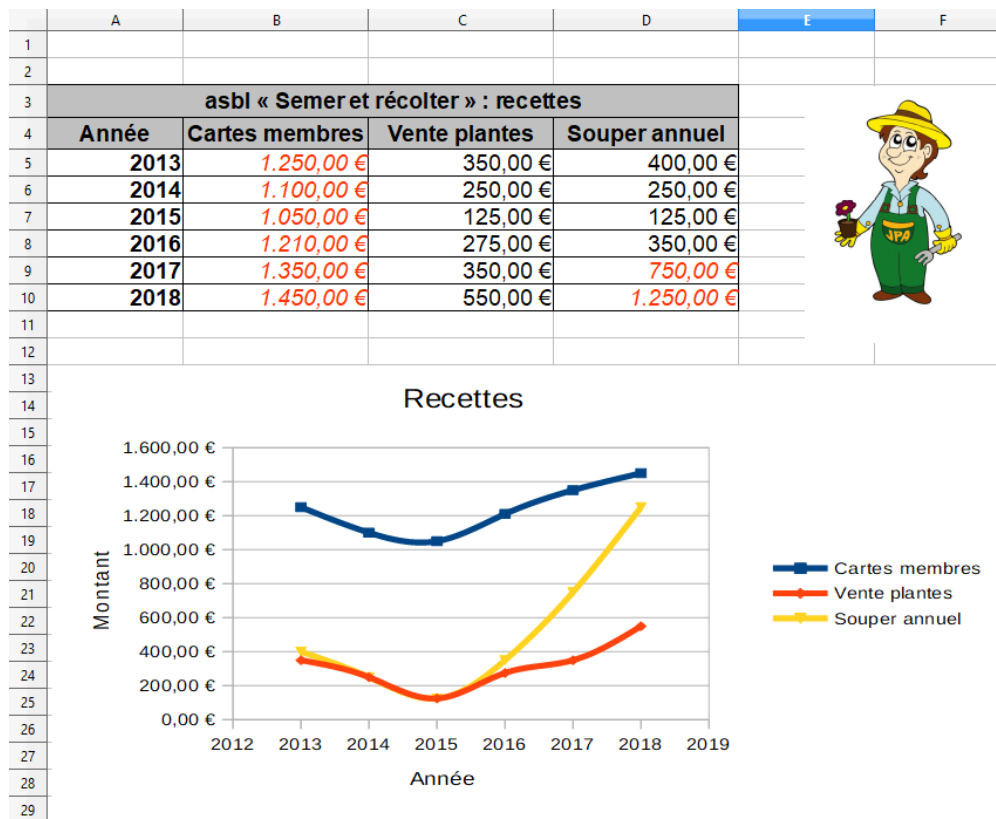 A B C D E F
1
2
3 asbl « Semer et récolter » : recettes
4 Année Cartes membres Vente plantes Souper annuel
5 2013 1.250,00 € 350,00 € 400,00 €
6 2014 1.100,00 € 250,00 € 250,00 €
7 2015 1.050,00 € 125,00 € 125,00 €
8 2016 1.210,00 € 275,00 € 350,00 €
9 2017 1.350,00 € 350,00 € 750,00 €
10 2018 1.450,00 € 550,00 € 1.250,00 €
JPA
11
12
13
14
15
16
17
18
19
20
21
22
23
24
25
26
27
28
29
Recettes
Montant
1.600,00 €
1.400,00 €
1.200,00 €
1.000,00 €
800,00 €
600,00 €
400,00 €
200,00 €
0,00 €
2012 2013 2014 2015 2016 2017 2018 2019
Année
Cartes membres
Vente plantes
Souper annuel